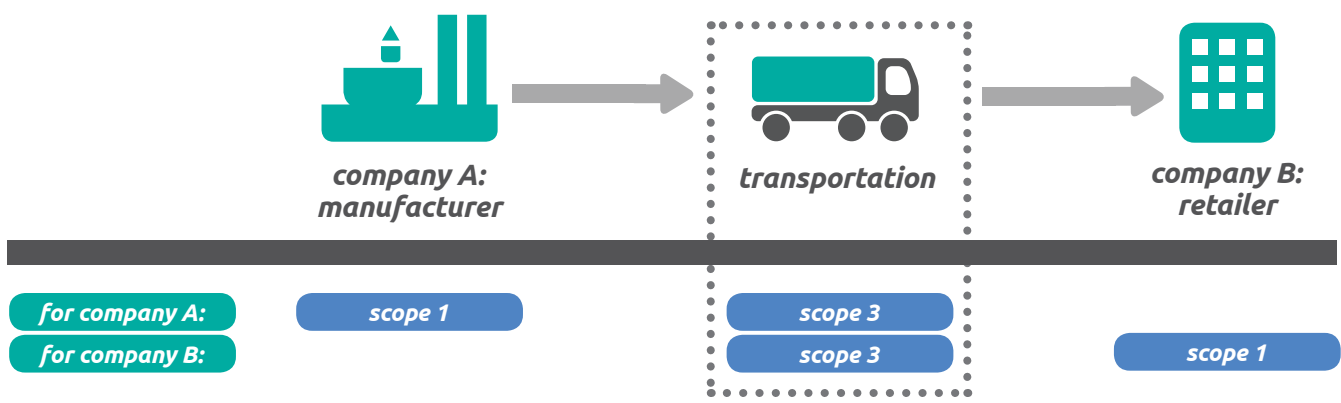 company A:
manufacturer
transportation
company B:
retailer
for company A:
scope 1
scope 3
for company B:
scope 3
scope 1